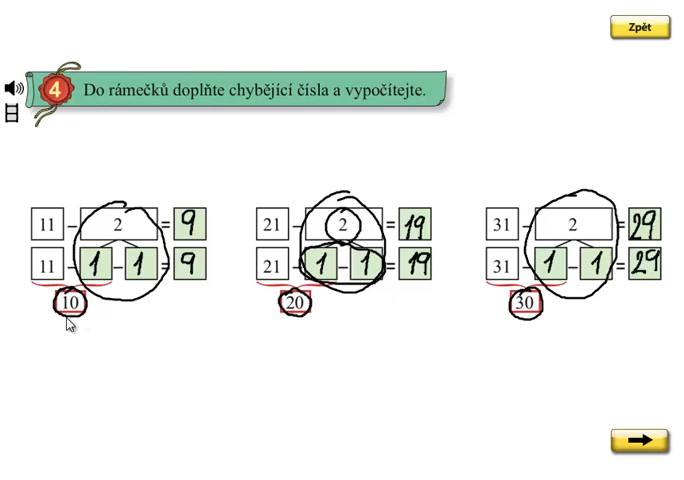 Zpět
4 Do rámečků doplňte chybějící čísla a vypočítejte.
11 – 2 = 9
11 – 1 – 1 = 9
10
21 – 2 = 19
21 – 1 – 1 = 19
20
31 – 2 = 29
31 – 1 – 1 = 29
30